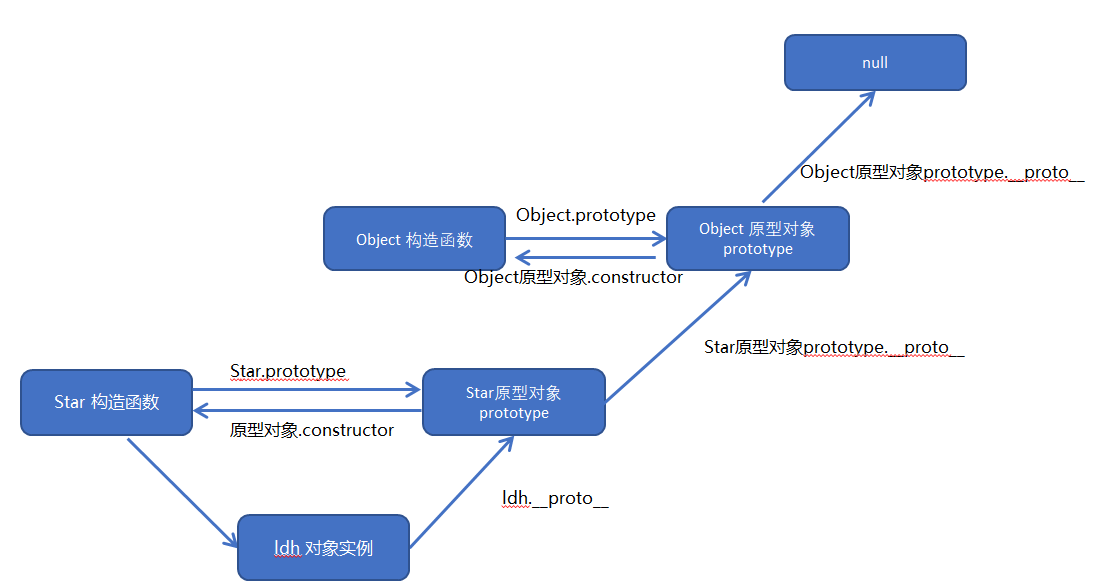 null
Object原型对象prototype.__proto__
Object.prototype
Object 构造函数
Object 原型对象
prototype
Object原型对象.constructor
Star原型对象prototype.__proto__
Star.prototype
Star 构造函数
Star原型对象
prototype
原型对象.constructor
ldh.__proto__
ldh 对象实例